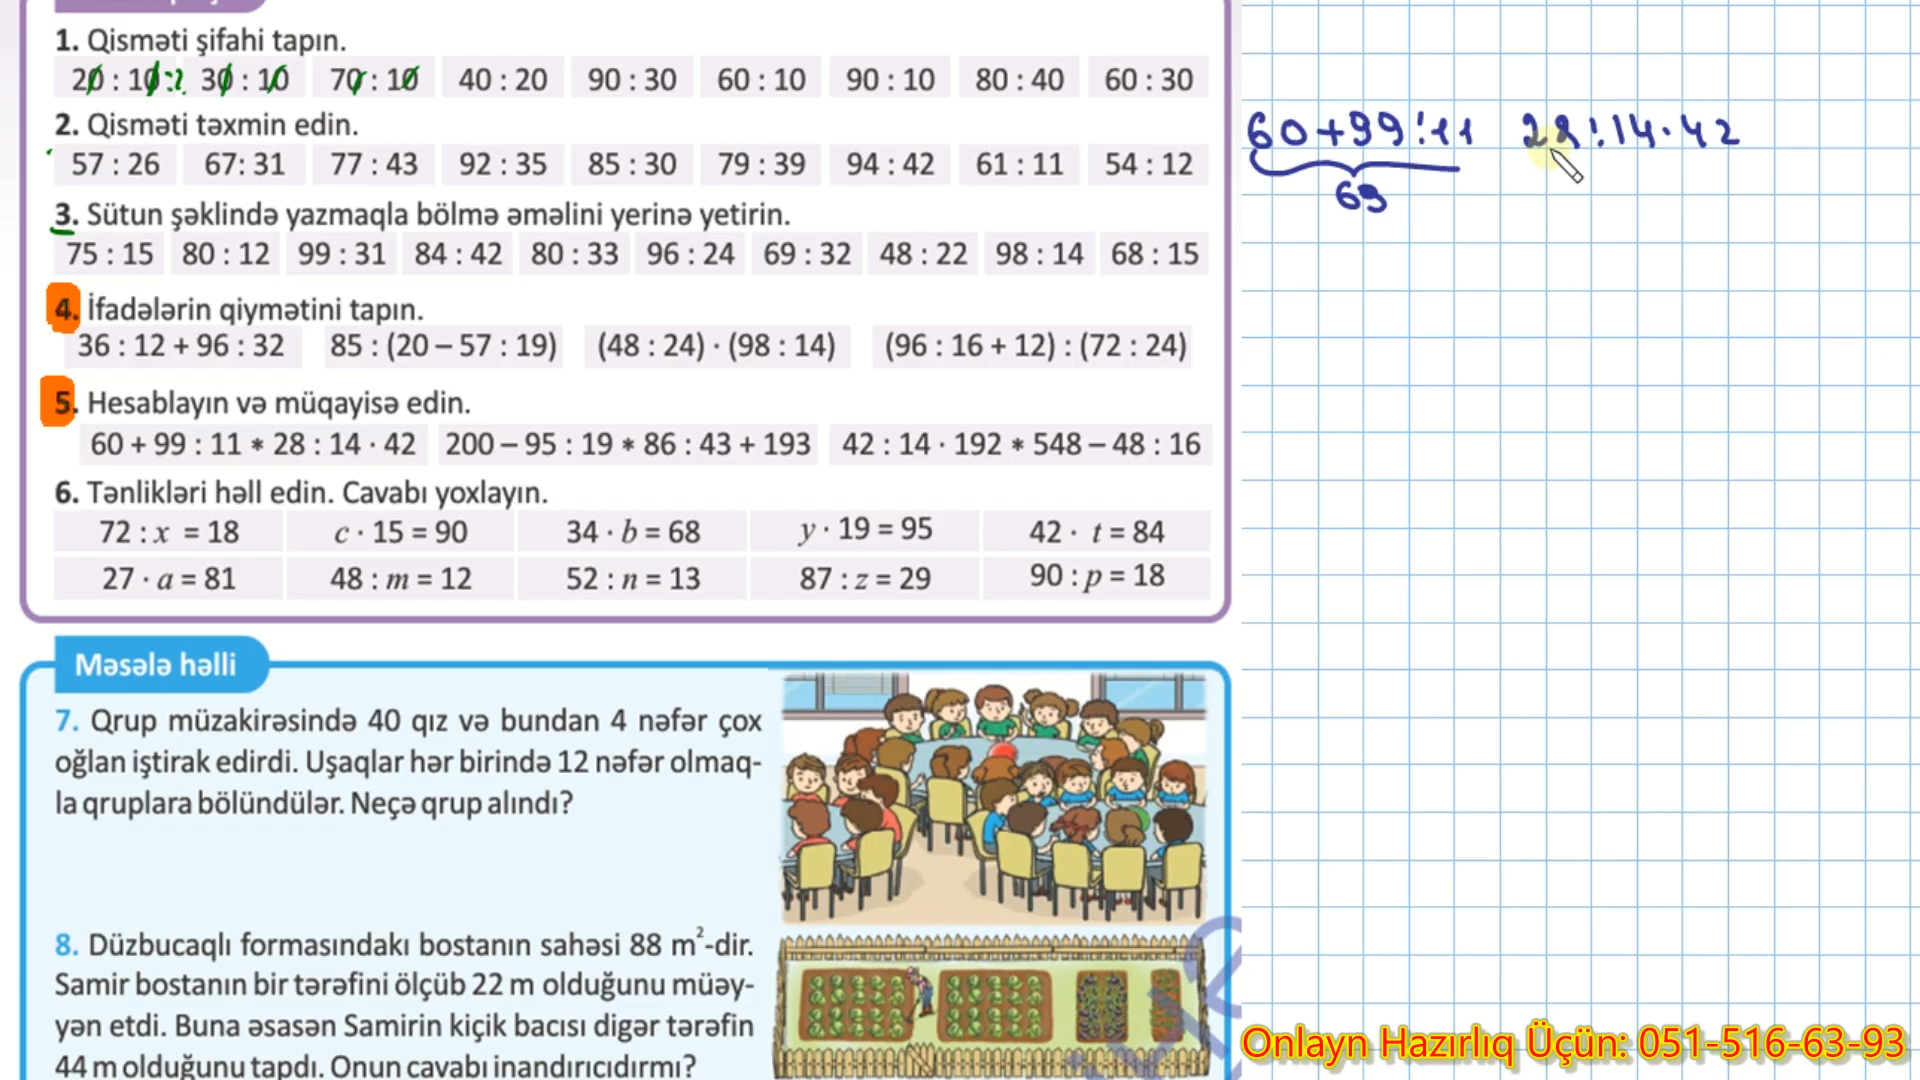 1. Qisməti şifahi tapın.
20 : 10 :2 30 : 10 70 : 10 40 : 20 90 : 30 60 : 10 90 : 10 80 : 40 60 : 30
2. Qisməti təxmin edin.
57 : 26 67: 31 77 : 43 92 : 35 85 : 30 79 : 39 94 : 42 61 : 11 54 : 12
3. Sütun şəklində yazmaqla bölmə əməlini yerinə yetirin.
75 : 15 80 : 12 99 : 31 84 : 42 80 : 33 96 : 24 69 : 32 48 : 22 98 : 14 68 : 15
4. İfadələrin qiymətini tapın.
36 : 12 + 96 : 32 85 : (20 – 57 : 19) (48 : 24) · (98 : 14) (96 : 16 + 12) : (72 : 24)
5. Hesablayın və müqayisə edin.
60 + 99 : 11 * 28 : 14 · 42 200 – 95 : 19 * 86 : 43 + 193 42 : 14 · 192 * 548 – 48 : 16
6. Tənlikləri həll edin. Cavabı yoxlayın.
72 : x = 18 c · 15 = 90 34 · b = 68 y · 19 = 95 42 · t = 84
27 · a = 81 48 : m = 12 52 : n = 13 87 : z = 29 90 : p = 18
Məsələ həlli
7. Qrup müzakirəsində 40 qız və bundan 4 nəfər çox
oğlan iştirak edirdi. Uşaqlar hər birində 12 nəfər olmaq-
la qruplara bölündülər. Neçə qrup alındı?
8. Düzbucaqlı formasındakı bostanın sahəsi 88 m²-dir.
Samir bostanın bir tərəfini ölçüb 22 m olduğunu müəy-
yən etdi. Buna əsasən Samirin kiçik bacısı digər tərəfin
44 m olduğunu tapdı. Onun cavabı inandırıcıdırmı?
60+99:11 28:14·42
69
Onlayn Hazırlıq Üçün: 051-516-63-93